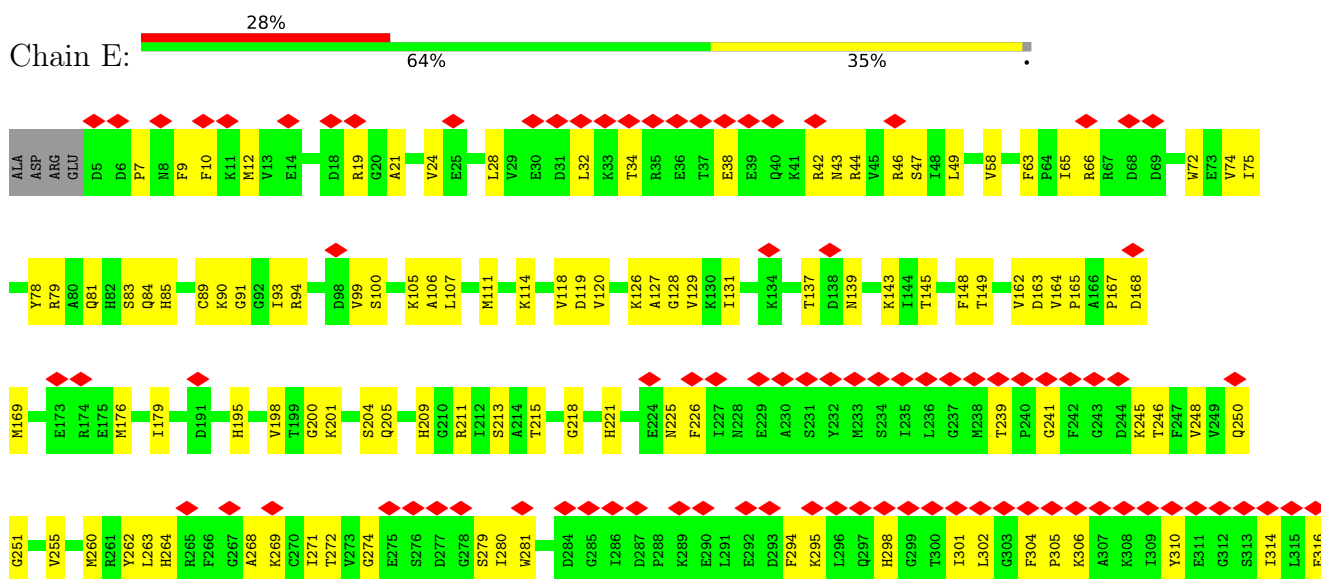 28%
Chain E:
64% 35% •
ALA ASP ARG GLU D5 D6 P7 N8 F9 F10 K11 M12 V13 E14 D18 R19 G20 A21 V24 E25 L28 V29 E30 D31 L32 K33 T34 R35 E36 T37 E38 E39 Q40 K41 R42 N43 R44 V45 R46 S47 I48 L49 V58 F63 P64 I65 R66 R67 D68 D69 W72 E73 V74 I75
Y78 R79 A80 Q81 H82 S83 Q84 H85 C89 K90 G91 G92 I93 R94 D98 V99 S100 K105 A106 L107 M111 K114 V118 D119 V120 K126 A127 G128 V129 K130 I131 K134 T137 D138 N139 K143 I144 T145 F148 T149 V162 D163 V164 P165 A166 P167 D168
M169 E173 R174 E175 M176 I179 D191 H195 V198 T199 G200 K201 S204 Q205 H209 G210 R211 I212 S213 A214 T215 G218 H221 E224 N225 F226 I227 N228 E229 A230 S231 Y232 M233 S234 I235 L236 G237 M238 T239 P240 G241 F242 G243 D244 K245 T246 F247 V248 V249 Q250
G251 V255 M260 R261 Y262 L263 H264 R265 F266 G267 A268 K269 C270 I271 T272 V273 G274 E275 S276 D277 G278 S279 I280 W281 D284 G285 I286 D287 P288 K289 E290 L291 E292 D293 F294 K295 L296 Q297 H298 G299 T300 I301 L302 G303 F304 P305 K306 A307 K308 I309 Y310 E311 G312 S313 I314 L315 E316